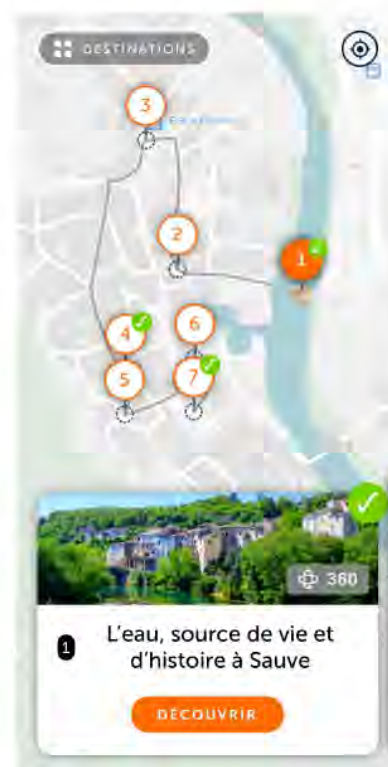 DESTINATIONS
3
2
1
4
6
5
7
360
1
L'eau, source de vie et
d'histoire à Sauve
DÉCOUVRIR